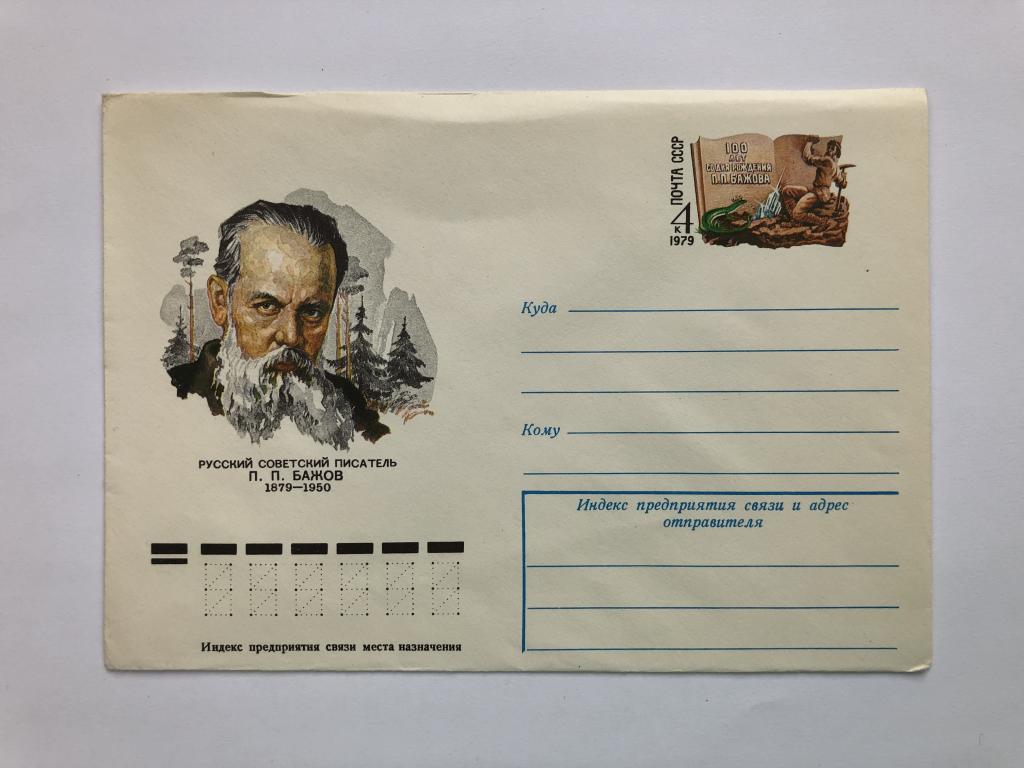 ПОЧТА СССР
4
к
1979
100
ЛЕТ
СО ДНЯ РОЖДЕНИЯ
П.П. БАЖОВА
Куда
Кому
РУССКИЙ СОВЕТСКИЙ ПИСАТЕЛЬ
П. П. БАЖОВ
1879—1950
Индекс предприятия связи и адрес
отправителя
Индекс предприятия связи места назначения